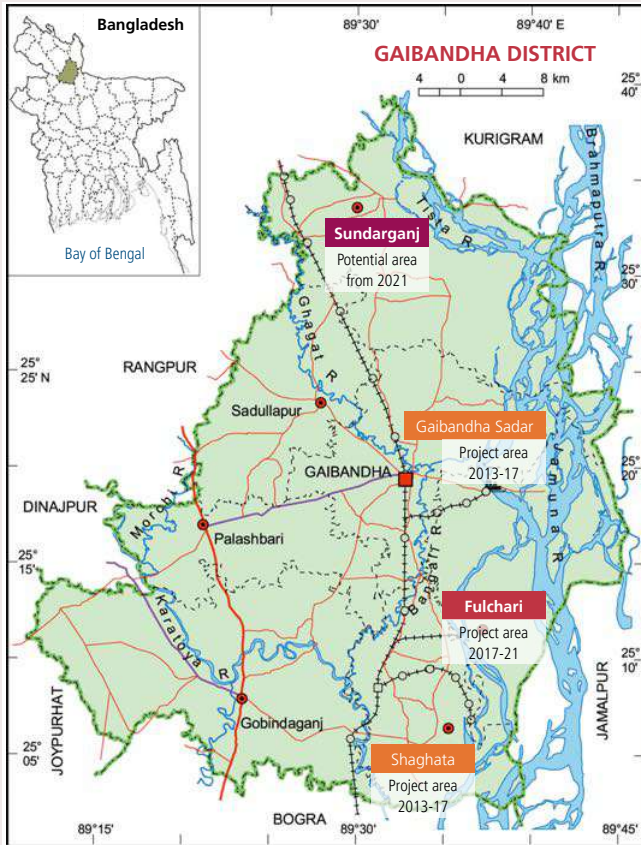 Bangladesh
Bay of Bengal
89°30'
89°40' E
GAIBANDHA DISTRICT
4 0 4 8 km
25°
40'
KURIGRAM
Brahmaputra R
Tista R
Sundarganj
Potential area
from 2021
25°
30'
Ghagat R
25°
25' N
RANGPUR
Sadullapur
Gaibandha Sadar
Project area
2013-17
GAIBANDHA
25°
20'
Jamuna R
Morobi R
DINAJPUR
Palashbari
Bangali R
25°
15'
Fulchari
Project area
2017-21
Karatoya R
25°
10'
JOYPURHAT
JAMALPUR
Gobindaganj
25°
05'
Shaghata
Project area
2013-17
BOGRA
89°15'
89°30'
89°45'